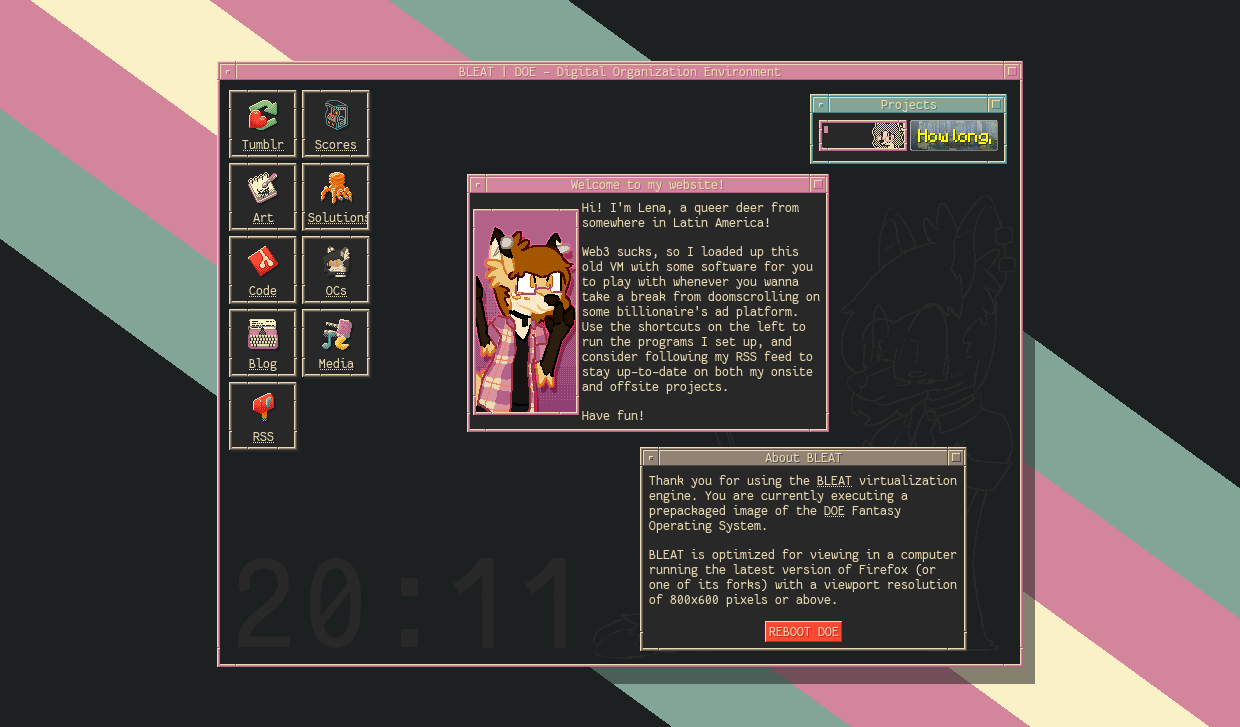 BLEAT | DOE - Digital Organization Environment
Tumblr
Scores
Art
Solutions
Code
OCs
Blog
Media
RSS
Projects
How long,
Welcome to my website!
Hi! I'm Lena, a queer deer from
somewhere in Latin America!
Web3 sucks, so I loaded up this
old VM with some software for you
to play with whenever you wanna
take a break from doomscrolling on
some billionaire's ad platform.
Use the shortcuts on the left to
run the programs I set up, and
consider following my RSS feed to
stay up-to-date on both my onsite
and offsite projects.
Have fun!
About BLEAT
Thank you for using the BLEAT virtualization
engine. You are currently executing a
prepackaged image of the DOE Fantasy
Operating System.
BLEAT is optimized for viewing in a computer
running the latest version of Firefox (or
one of its forks) with a viewport resolution
of 800x600 pixels or above.
REBOOT DOE
20:11